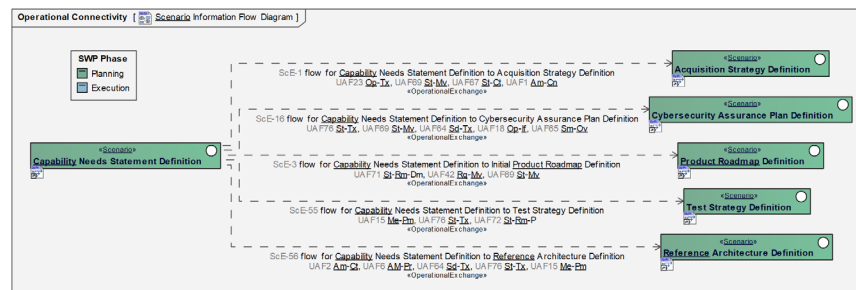 Operational Connectivity [ Scenario Information Flow Diagram ]
SWP Phase
Planning
Execution
«Scenario»
Capability Needs Statement Definition
ScE-1 flow for Capability Needs Statement Definition to Acquisition Strategy Definition
UAF23 Op-Tx, UAF69 St-Mv, UAF67 St-Ct, UAF1 Am-Cn
«OperationalExchange»
«Scenario»
Acquisition Strategy Definition
ScE-16 flow for Capability Needs Statement Definition to Cybersecurity Assurance Plan Definition
UAF76 St-Tx, UAF69 St-Mv, UAF64 Sd-Tx, UAF18 Op-If, UAF65 Sm-Ov
«OperationalExchange»
«Scenario»
Cybersecurity Assurance Plan Definition
ScE-3 flow for Capability Needs Statement Definition to Initial Product Roadmap Definition
UAF71 St-Rm-Dm, UAF42 Rq-Mv, UAF69 St-Mv
«OperationalExchange»
«Scenario»
Product Roadmap Definition
ScE-55 flow for Capability Needs Statement Definition to Test Strategy Definition
UAF15 Me-Pm, UAF76 St-Tx, UAF72 St-Rm-P
«OperationalExchange»
«Scenario»
Test Strategy Definition
ScE-56 flow for Capability Needs Statement Definition to Reference Architecture Definition
UAF2 Am-Ct, UAF6 AM-Pr, UAF64 Sd-Tx, UAF76 St-Tx, UAF15 Me-Pm
«OperationalExchange»
«Scenario»
Reference Architecture Definition